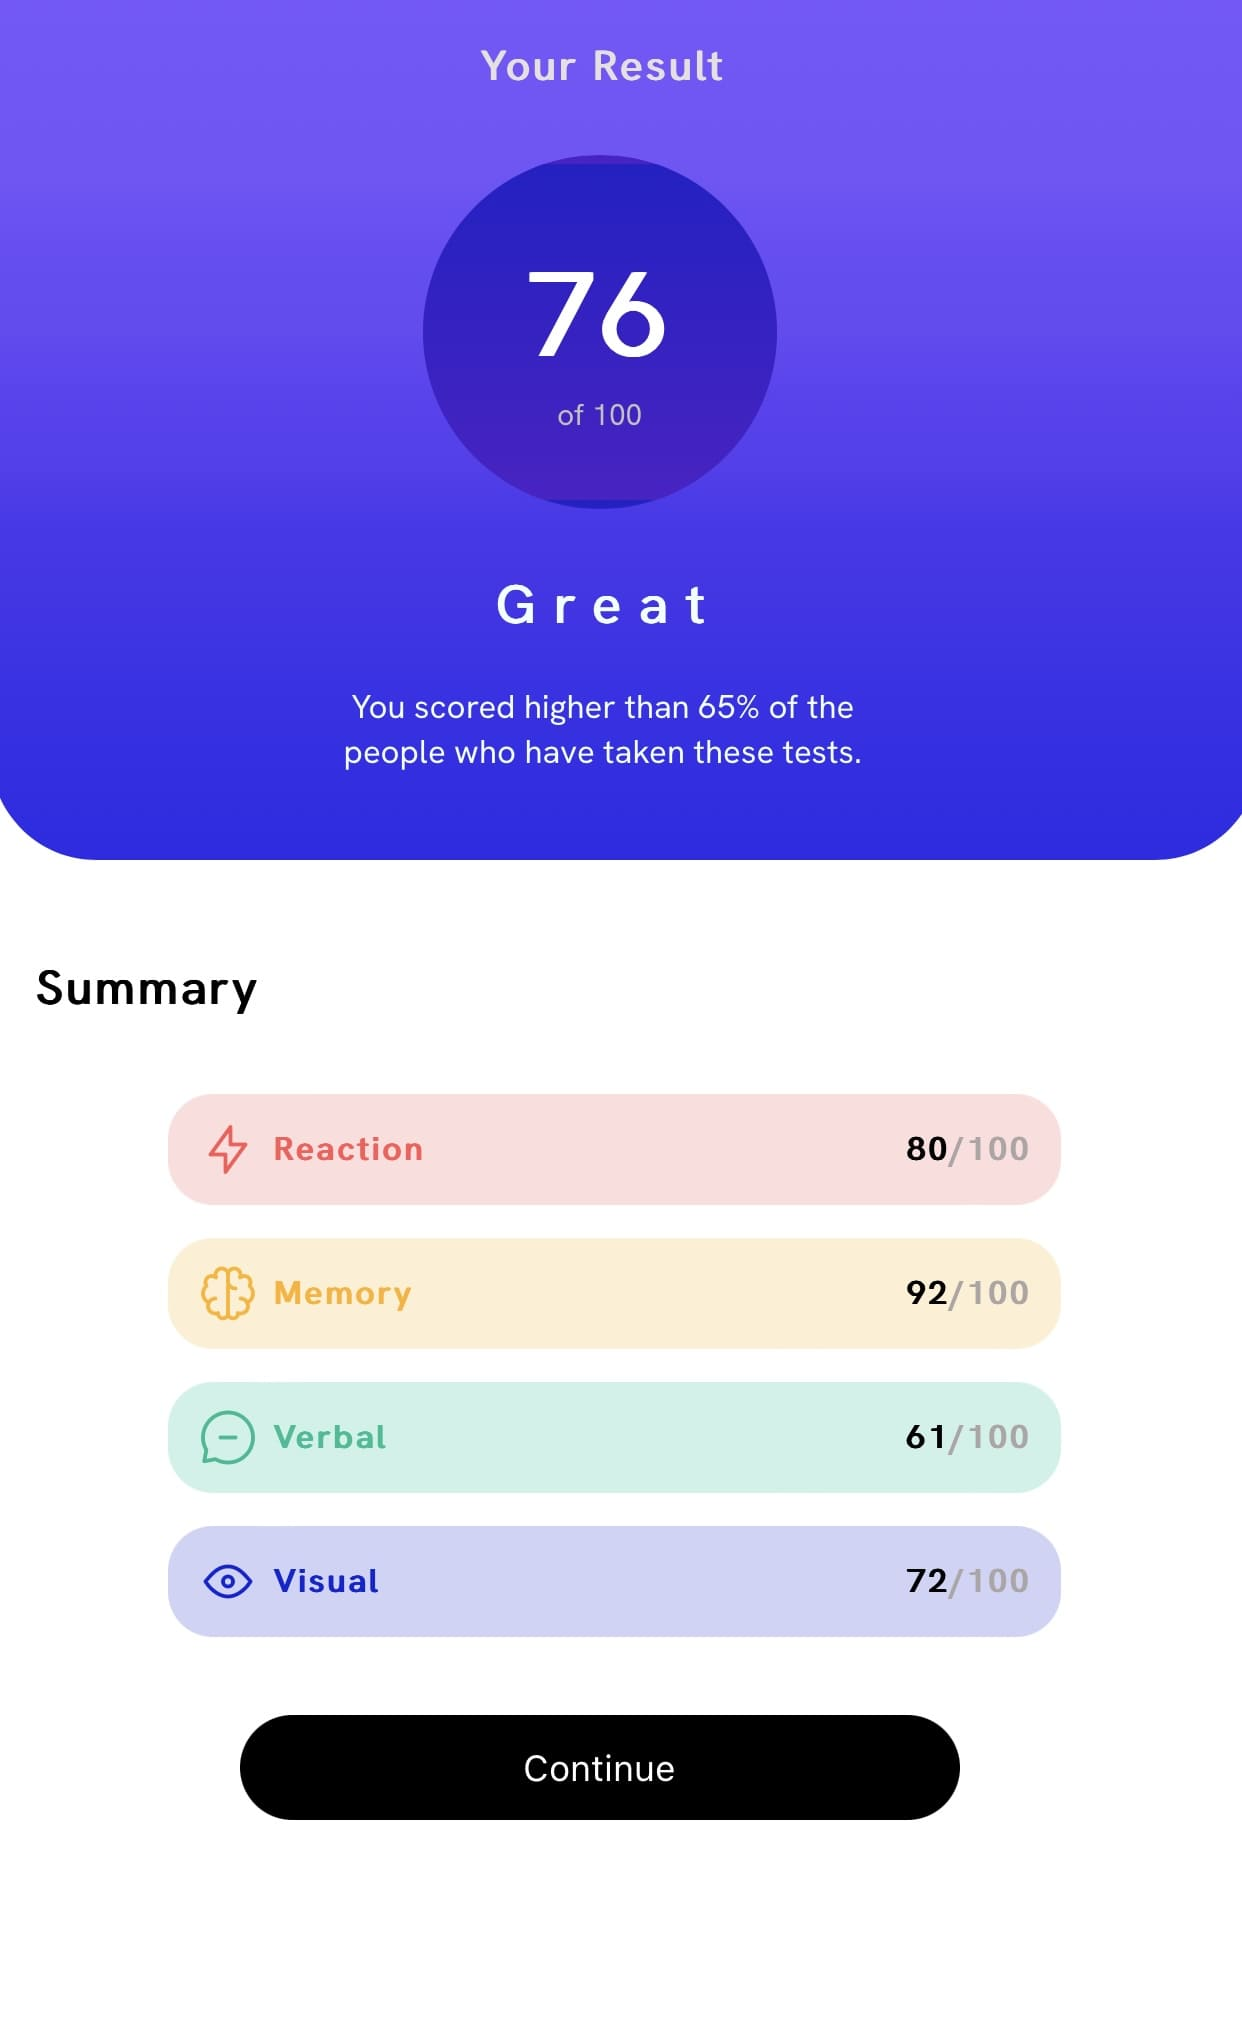 Your Result
76
of 100
Great
You scored higher than 65% of the
people who have taken these tests.
Summary
Reaction 80/100
Memory 92/100
Verbal 61/100
Visual 72/100
Continue